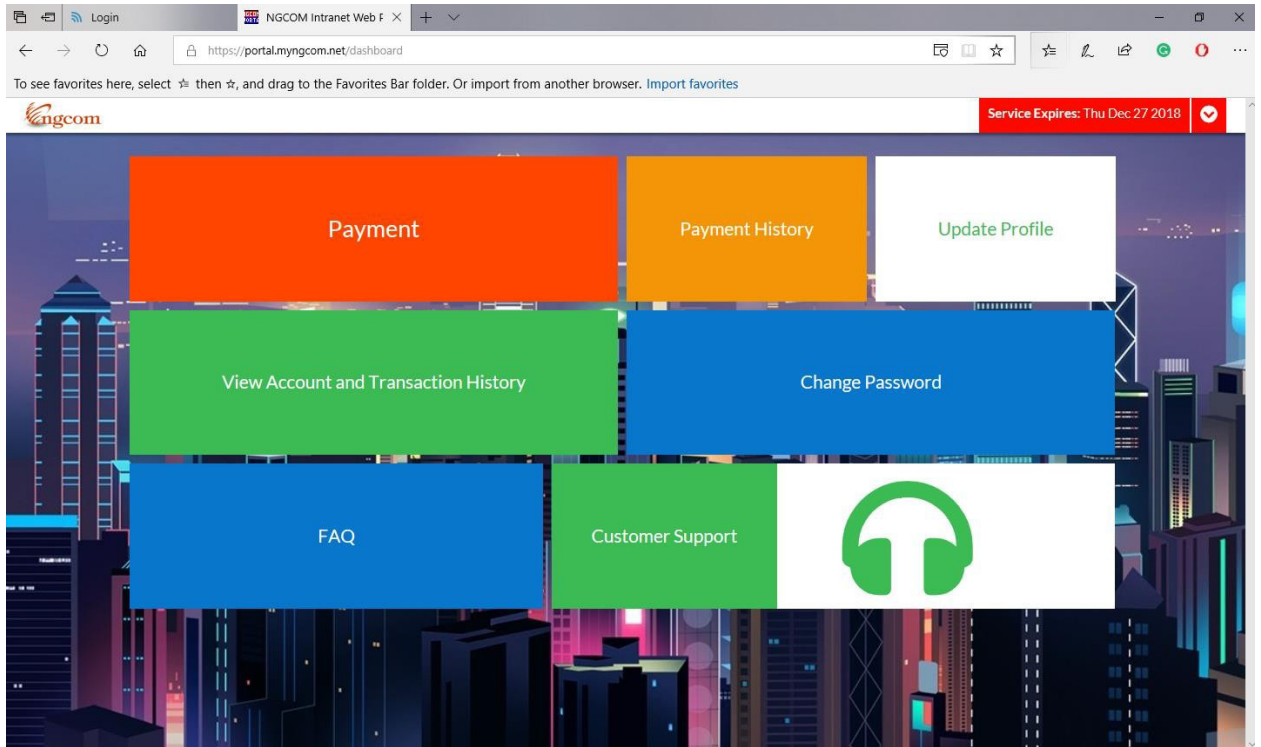 Login
NGCOM Intranet Web P
https://portal.myngcom.net/dashboard
To see favorites here, select then , and drag to the Favorites Bar folder. Or import from another browser. Import favorites
ngcom
Service Expires: Thu Dec 27 2018
Payment
Payment History
Update Profile
View Account and Transaction History
Change Password
FAQ
Customer Support